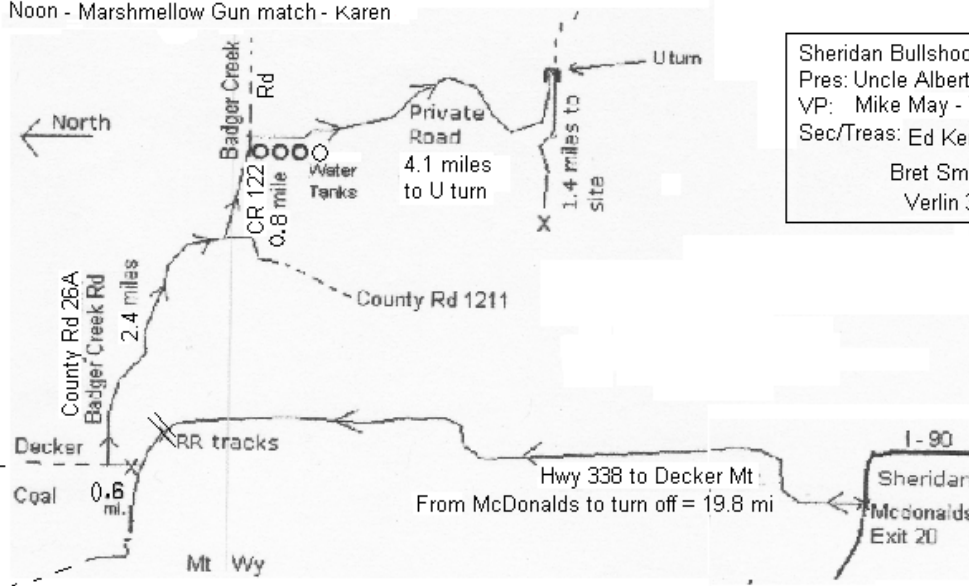 Noon - Marshmellow Gun match - Karen
Sheridan Bullshoo
Pres: Uncle Albert
VP: Mike May -
Sec/Treas: Ed Ke
Bret Sm
Verlin 3
U turn
North
Badger Creek
Rd
Private
Road
4.1 miles
to U turn
Water
Tanks
1.4 miles to
site
X
CR 122
0.8 mile
County Rd 1211
County Rd 26A
Badger Creek Rd
2.4 miles
RR tracks
Decker
Coal
0.6
mi.
Hwy 338 to Decker Mt
From McDonalds to turn off = 19.8 mi
I-90
Sheridan
Mcdonalds
Exit 20
Mt Wy